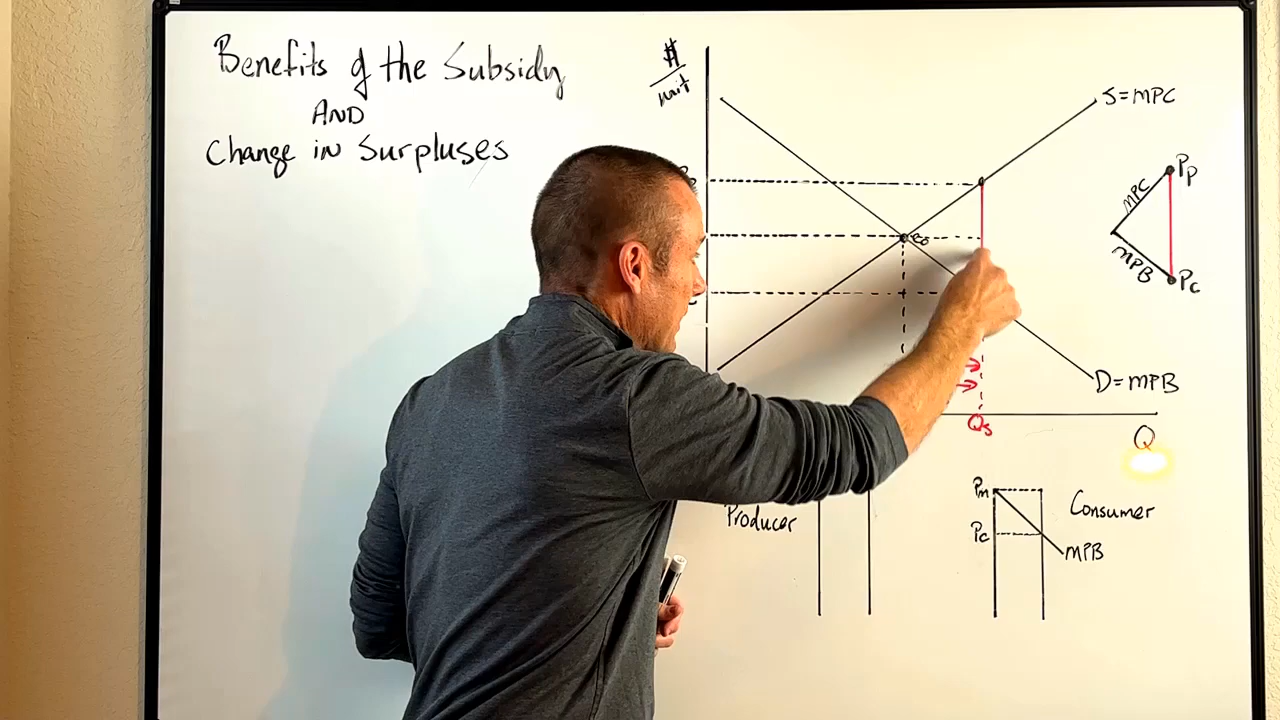 Benefits of the Subsidy
AND
Change in Surpluses
$
unit
S=MPC
e₀
D=MPB
Qs
Q
MPC
Pp
MPB
Pc
Producer
Pm
Pc
Consumer
MPB